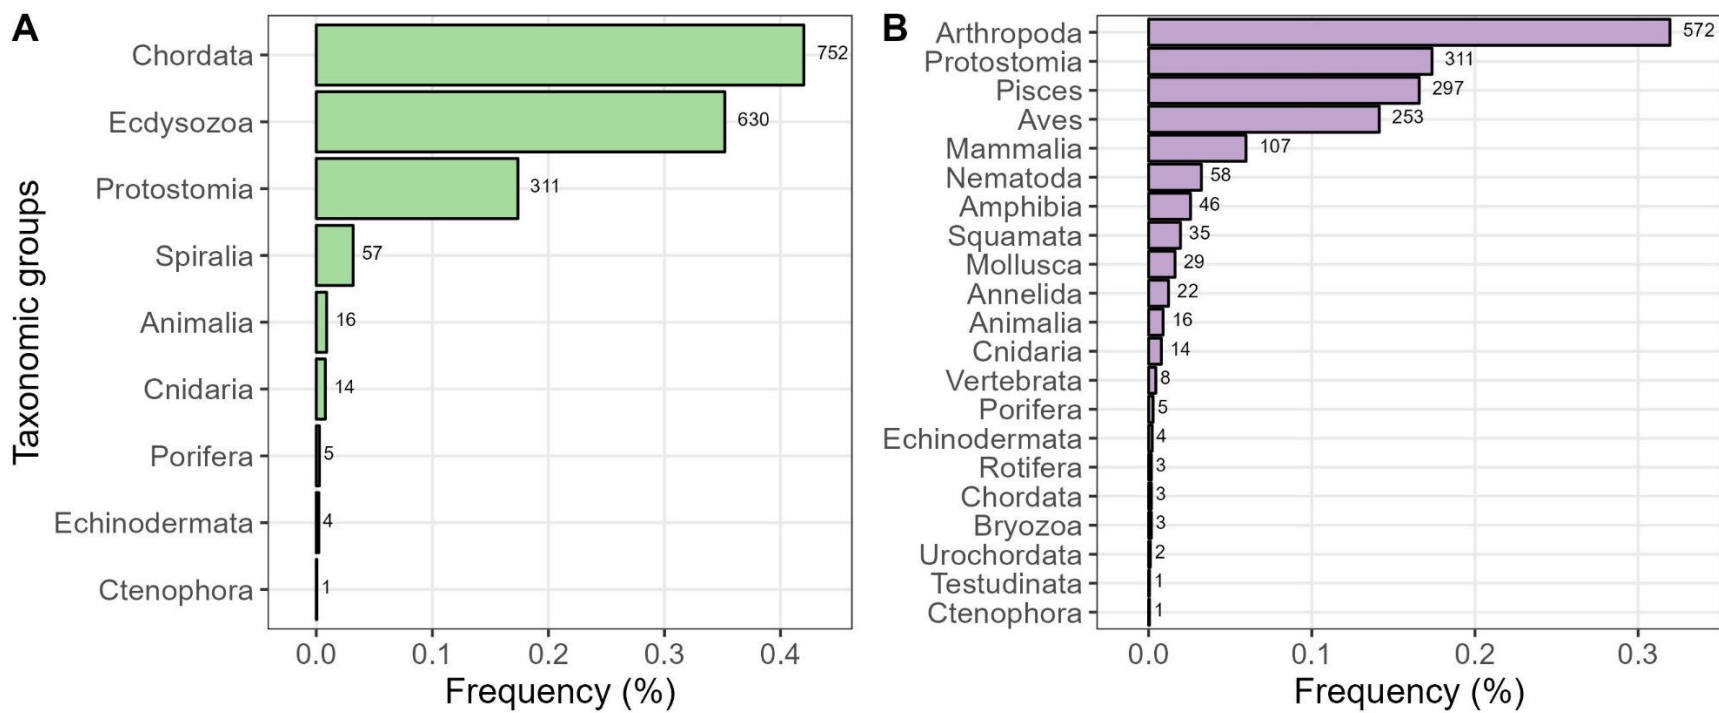 A
Taxonomic groups
Chordata 752
Ecdysozoa 630
Protostomia 311
Spiralia 57
Animalia 16
Cnidaria 14
Porifera 5
Echinodermata 4
Ctenophora 1
0.0 0.1 0.2 0.3 0.4
Frequency (%)
B
Arthropoda 572
Protostomia 311
Pisces 297
Aves 253
Mammalia 107
Nematoda 58
Amphibia 46
Squamata 35
Mollusca 29
Annelida 22
Animalia 16
Cnidaria 14
Vertebrata 8
Porifera 5
Echinodermata 4
Rotifera 3
Chordata 3
Bryozoa 3
Urochordata 2
Testudinata 1
Ctenophora 1
0.0 0.1 0.2 0.3
Frequency (%)